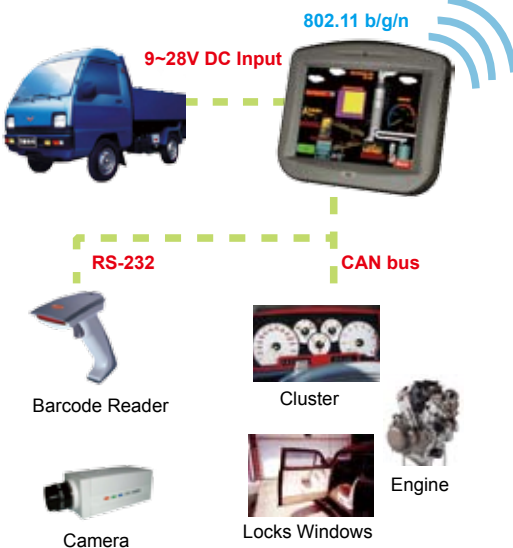 802.11 b/g/n
9~28V DC Input
RS-232
CAN bus
Barcode Reader
Cluster
Engine
Camera
Locks Windows